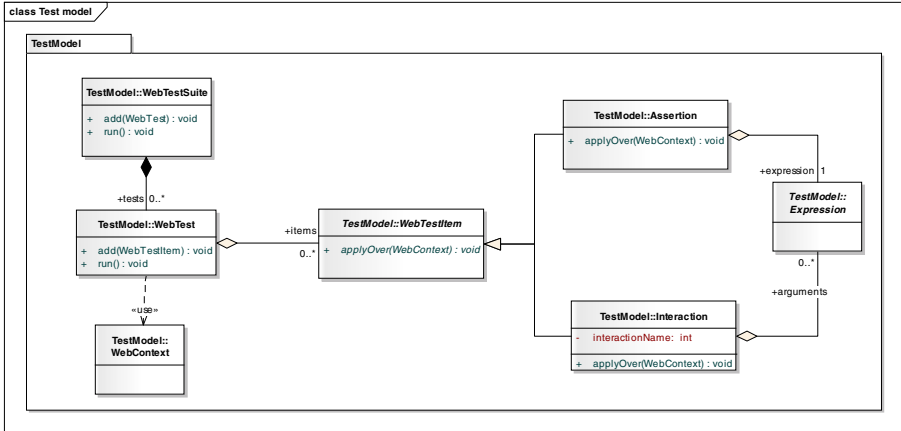 class Test model
TestModel
TestModel::WebTestSuite
+ add(WebTest) : void
+ run() : void
+tests 0..*
TestModel::WebTest
+ add(WebTestItem) : void
+ run() : void
«use»
TestModel::
WebContext
+items
0..*
TestModel::WebTestItem
+ applyOver(WebContext) : void
TestModel::Assertion
+ applyOver(WebContext) : void
+expression 1
TestModel::
Expression
0..*
+arguments
TestModel::Interaction
- interactionName: int
+ applyOver(WebContext) : void